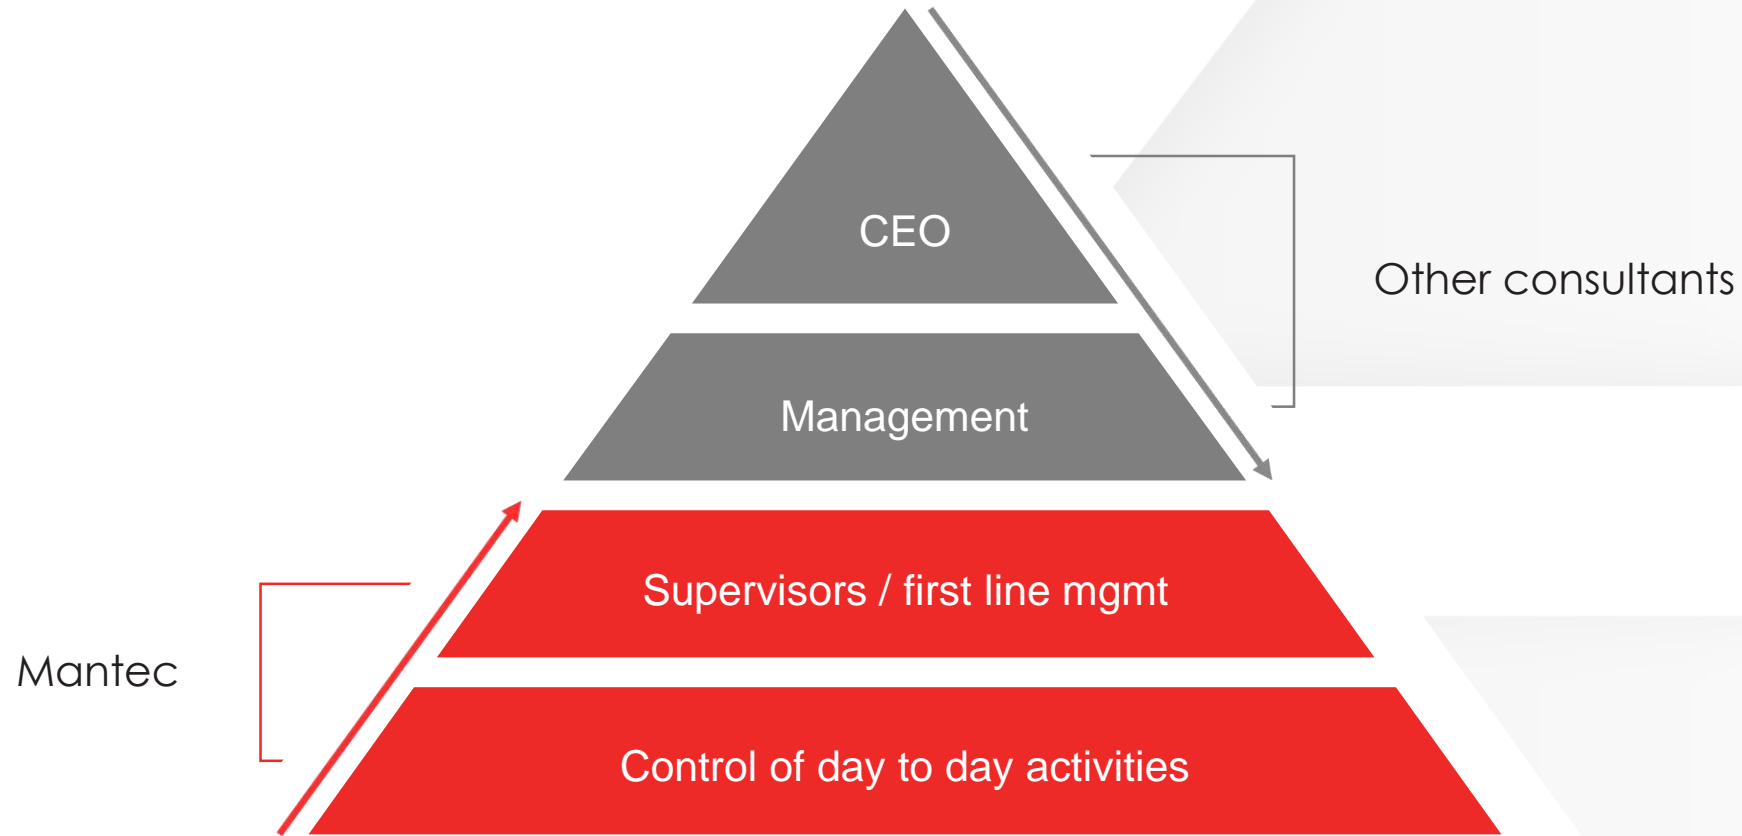 CEO
Other consultants
Management
Supervisors / first line mgmt
Mantec
Control of day to day activities